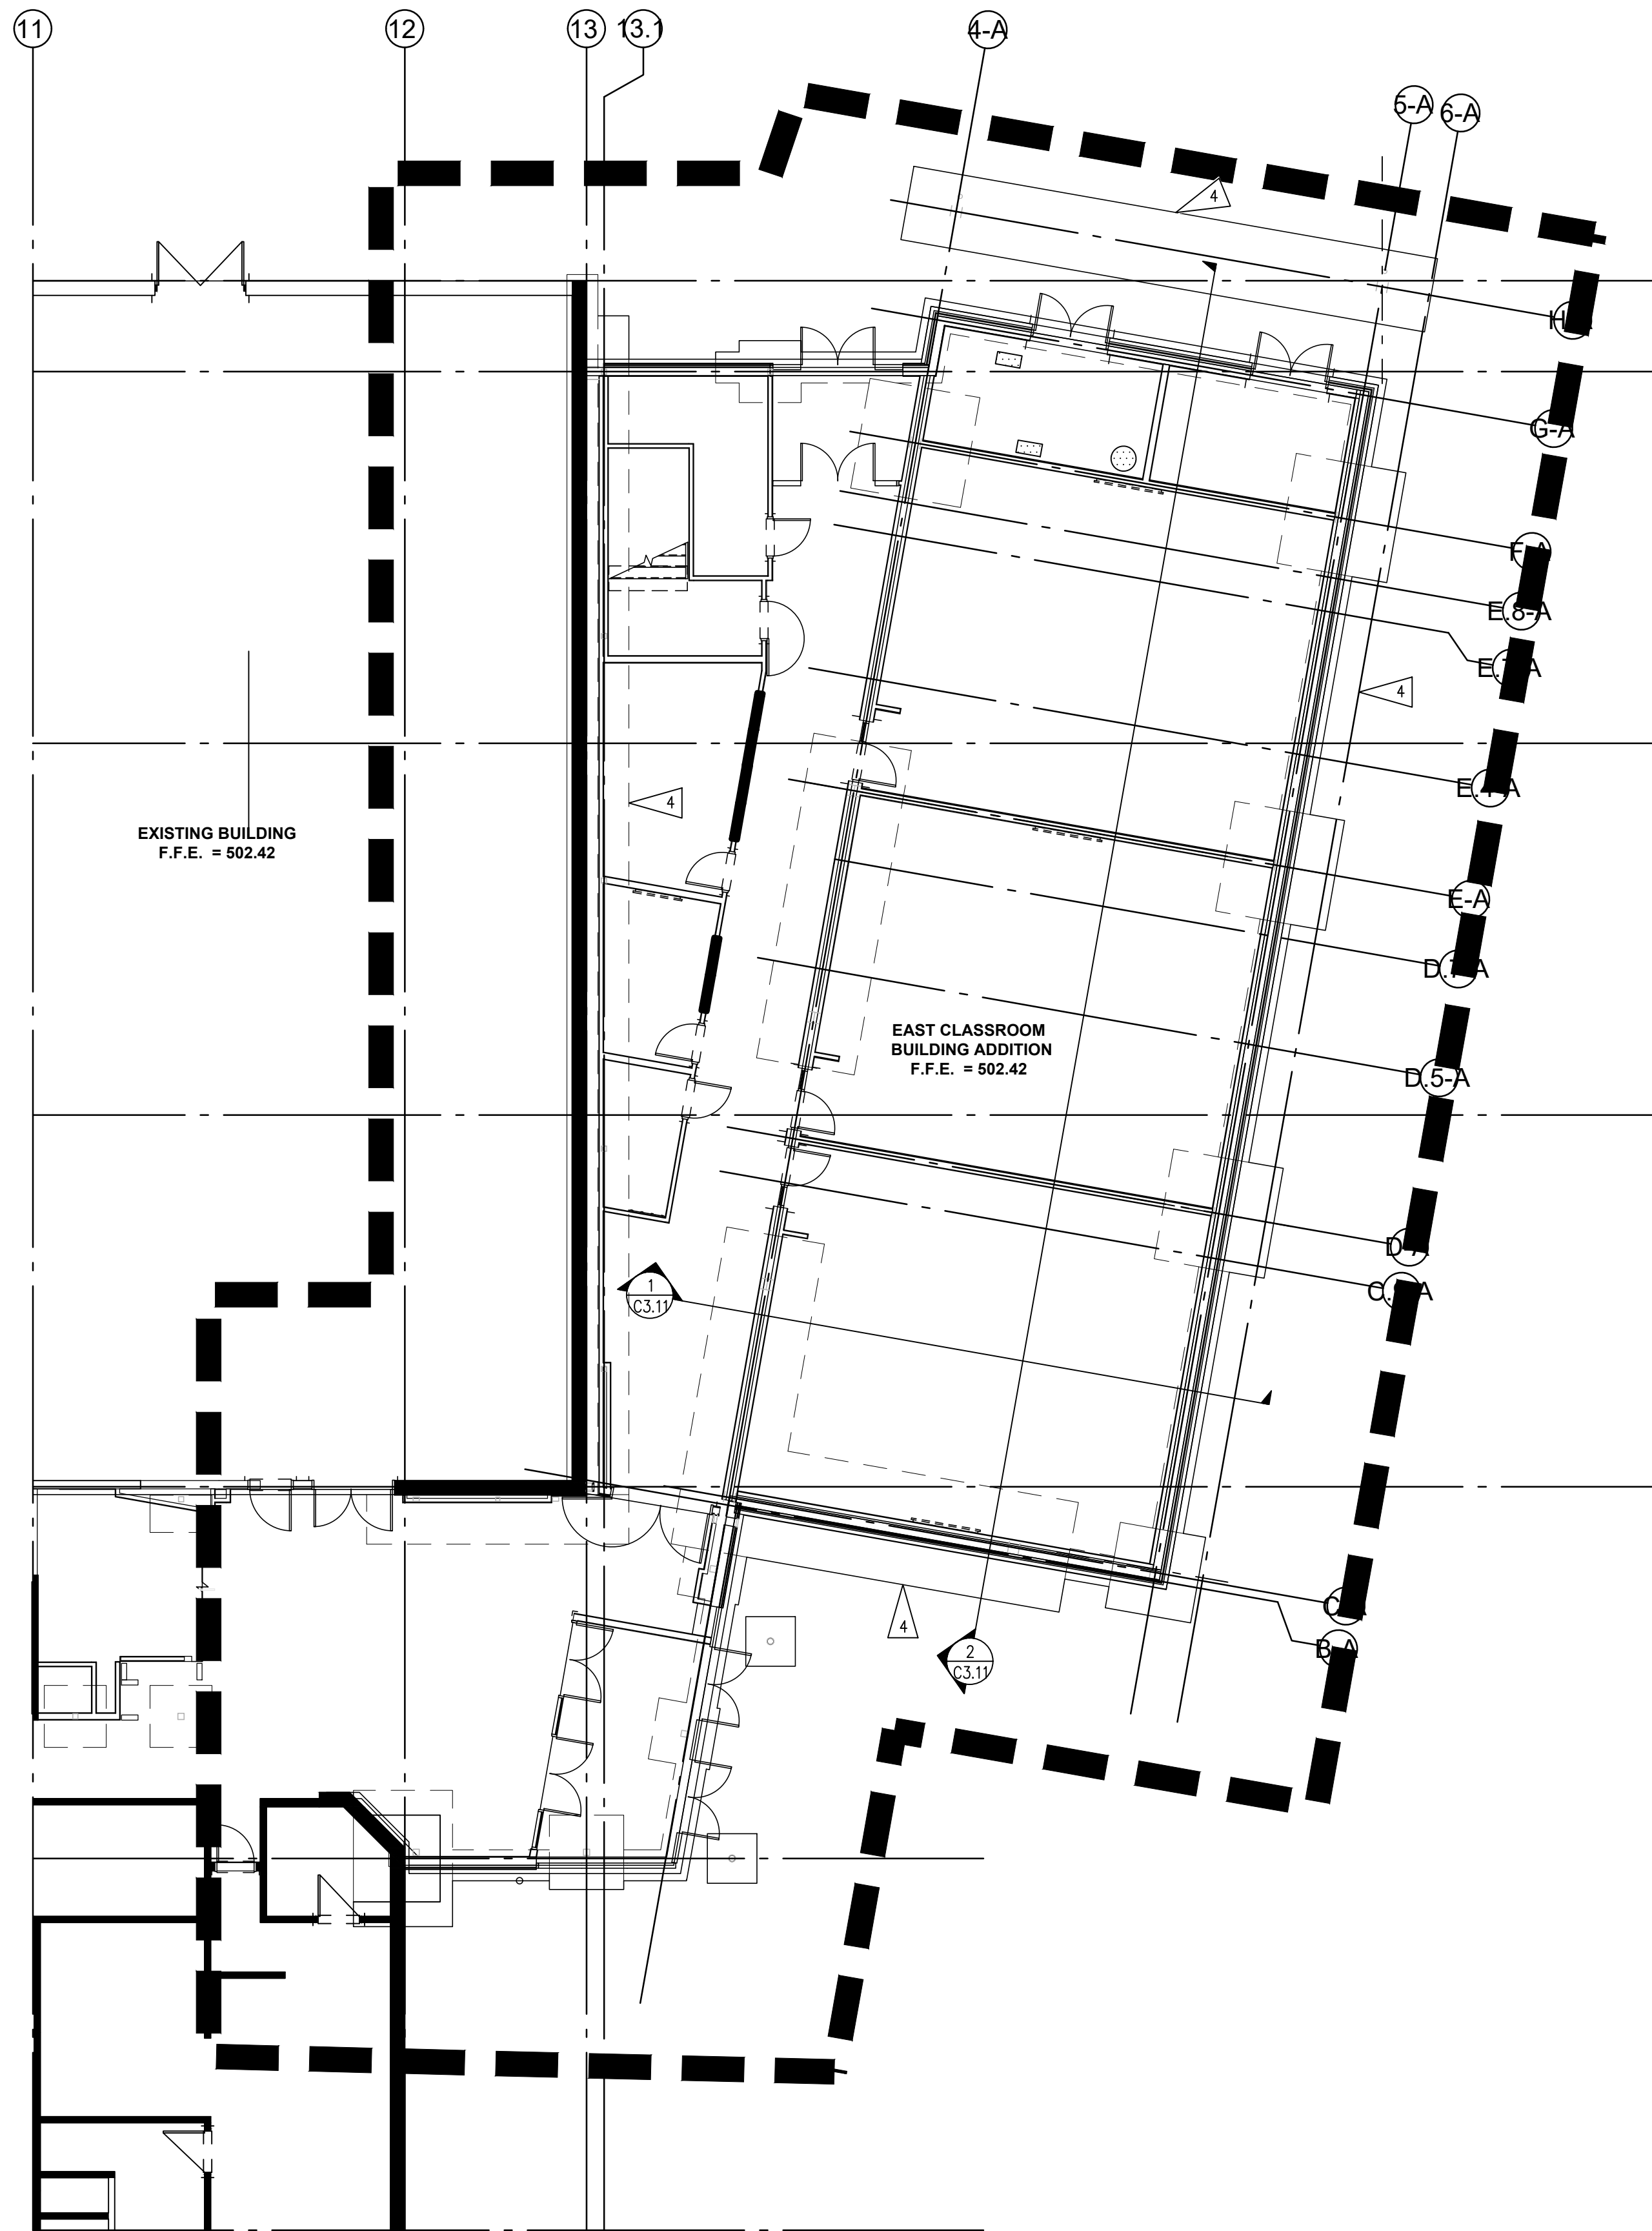 11
12
13
13.1
4-A
5-A
6-A
4
G-A
E.8-A
4
4
EXISTING BUILDING
F.F.E. = 502.42
E-A
EAST CLASSROOM
BUILDING ADDITION
F.F.E. = 502.42
D.5-A
1
C3.11
4
2
C3.11